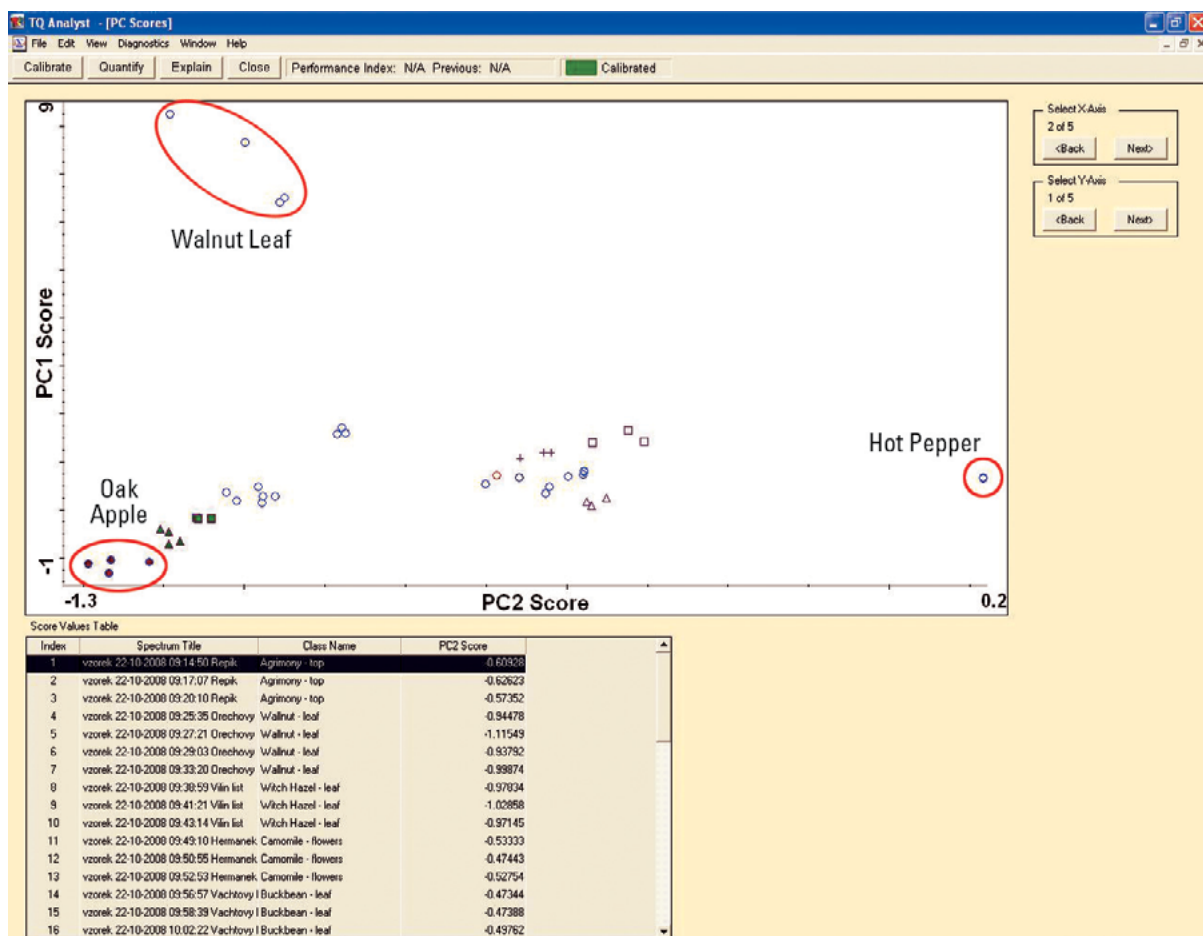 TQ Analyst - [PC Scores]
File Edit View Diagnostics Window Help
Calibrate Quantify Explain Close Performance Index: N/A Previous: N/A Calibrated
Select X-Axis
2 of 5
<Back Next>
Select Y-Axis
1 of 5
<Back Next>
9
PC1 Score
-1
Walnut Leaf
Hot Pepper
Oak
Apple
-1.3 PC2 Score 0.2
Score Values Table
Index Spectrum Title Class Name PC2 Score
1 vzorek 22-10-2008 09:14:50 Repik Agrimony - top -0.60928
2 vzorek 22-10-2008 09:17:07 Repik Agrimony - top -0.62623
3 vzorek 22-10-2008 09:20:10 Repik Agrimony - top -0.57352
4 vzorek 22-10-2008 09:25:35 Orechovy Walnut - leaf -0.94478
5 vzorek 22-10-2008 09:27:21 Orechovy Walnut - leaf -1.11549
6 vzorek 22-10-2008 09:29:03 Orechovy Walnut - leaf -0.93792
7 vzorek 22-10-2008 09:33:20 Orechovy Walnut - leaf -0.99874
8 vzorek 22-10-2008 09:38:59 Vilin list Witch Hazel - leaf -0.97834
9 vzorek 22-10-2008 09:41:21 Vilin list Witch Hazel - leaf -1.02858
10 vzorek 22-10-2008 09:43:14 Vilin list Witch Hazel - leaf -0.97145
11 vzorek 22-10-2008 09:49:10 Hermanek Camomile - flowers -0.53333
12 vzorek 22-10-2008 09:50:55 Hermanek Camomile - flowers -0.47443
13 vzorek 22-10-2008 09:52:53 Hermanek Camomile - flowers -0.52754
14 vzorek 22-10-2008 09:56:57 Vachtovy l Buckbean - leaf -0.47344
15 vzorek 22-10-2008 09:58:39 Vachtovy l Buckbean - leaf -0.47388
16 vzorek 22-10-2008 10:02:22 Vachtovy l Buckbean - leaf -0.49762